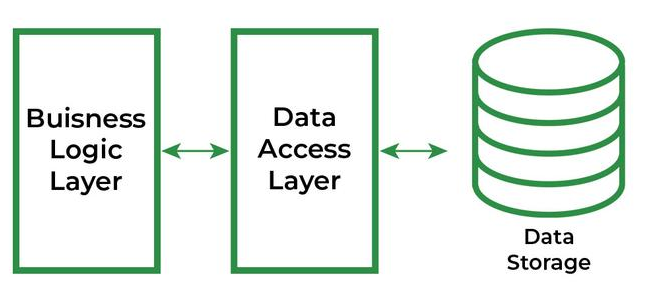 Buisness
Logic
Layer
Data
Access
Layer
Data
Storage